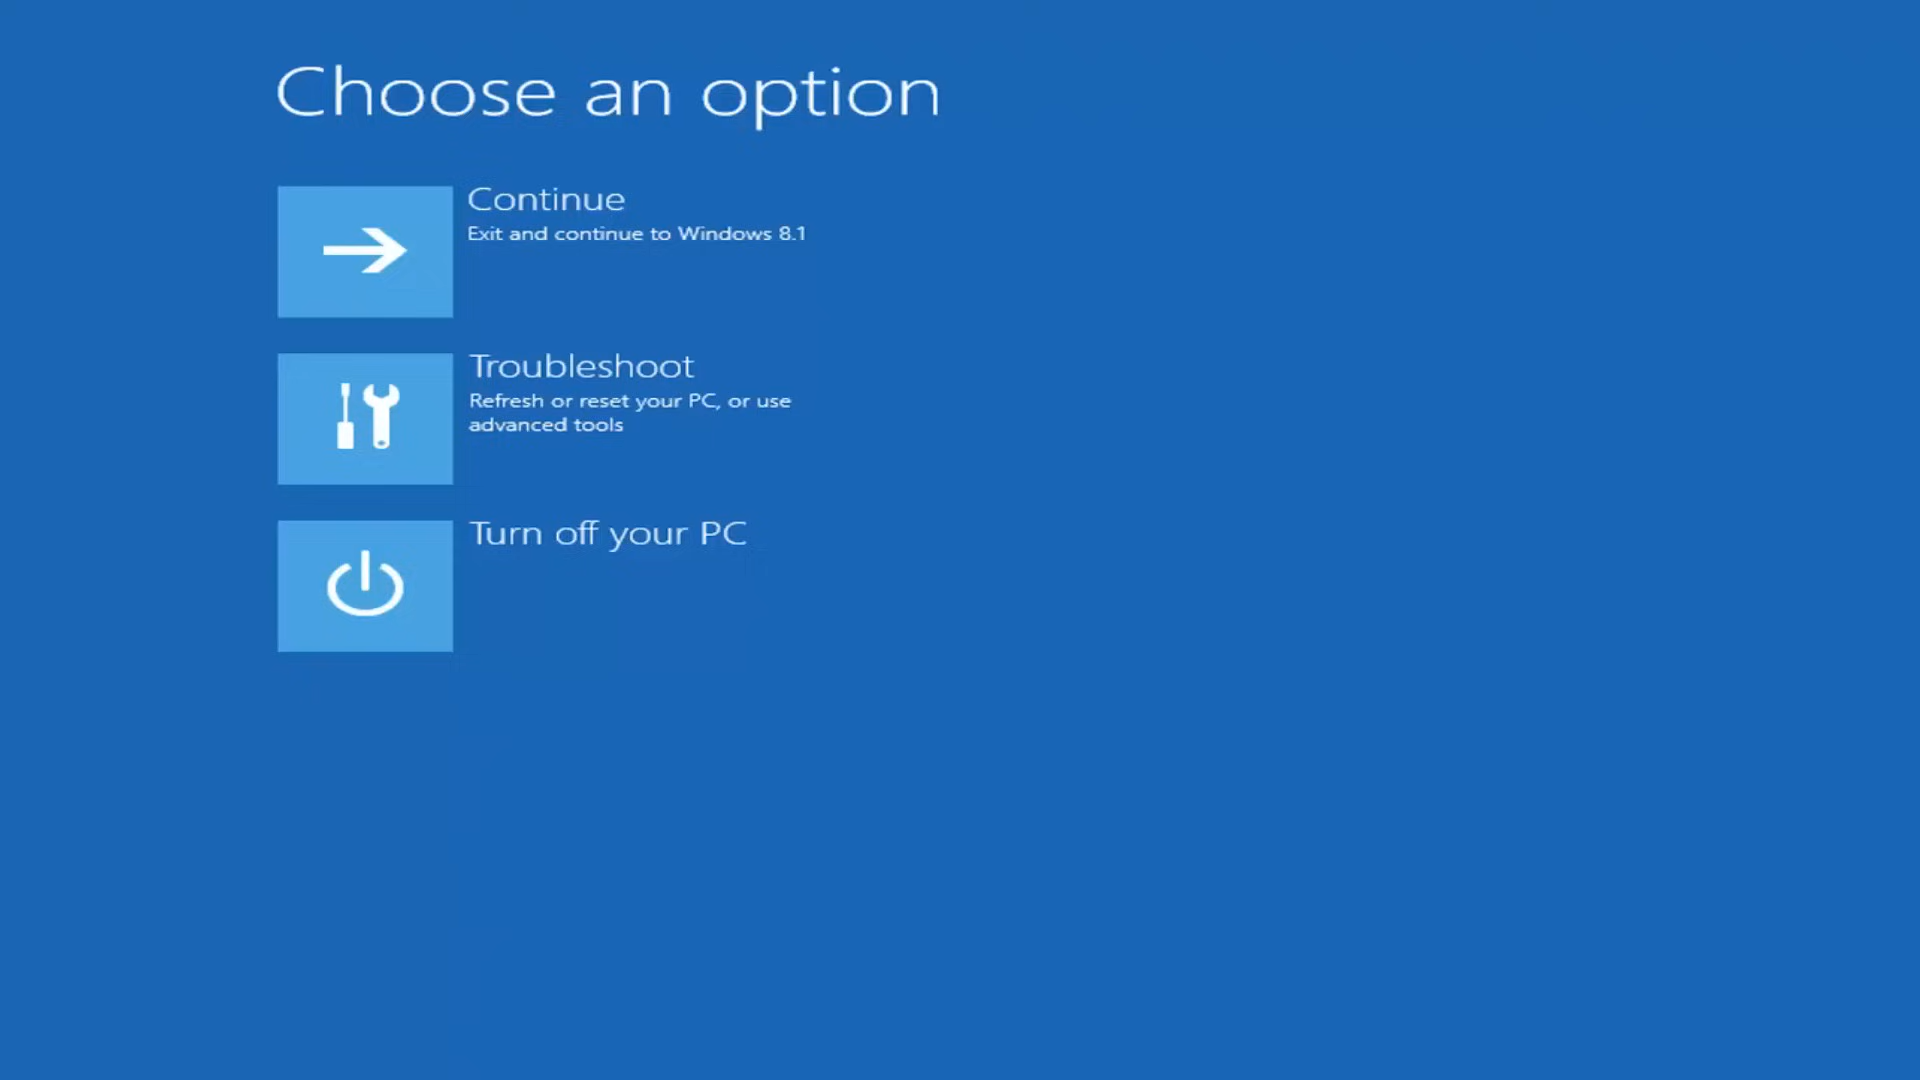 Choose an option
Continue
Exit and continue to Windows 8.1
Troubleshoot
Refresh or reset your PC, or use
advanced tools
Turn off your PC